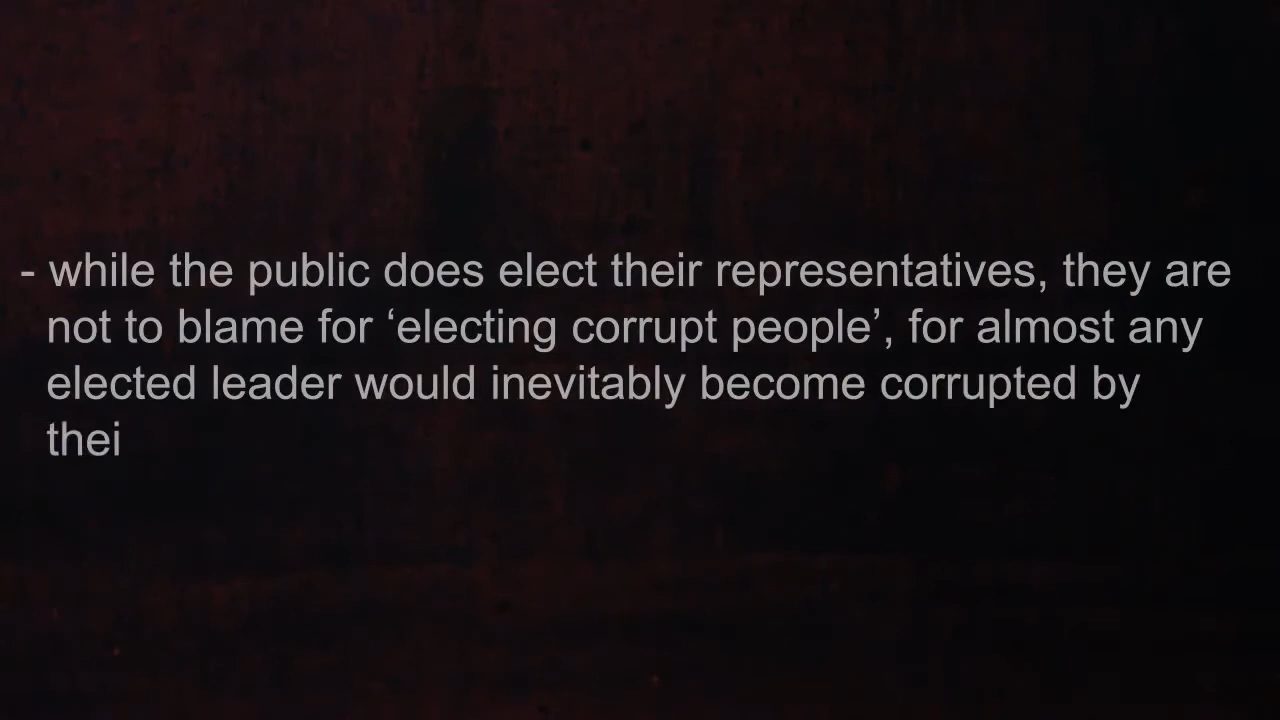 - while the public does elect their representatives, they are
not to blame for ‘electing corrupt people’, for almost any
elected leader would inevitably become corrupted by
thei